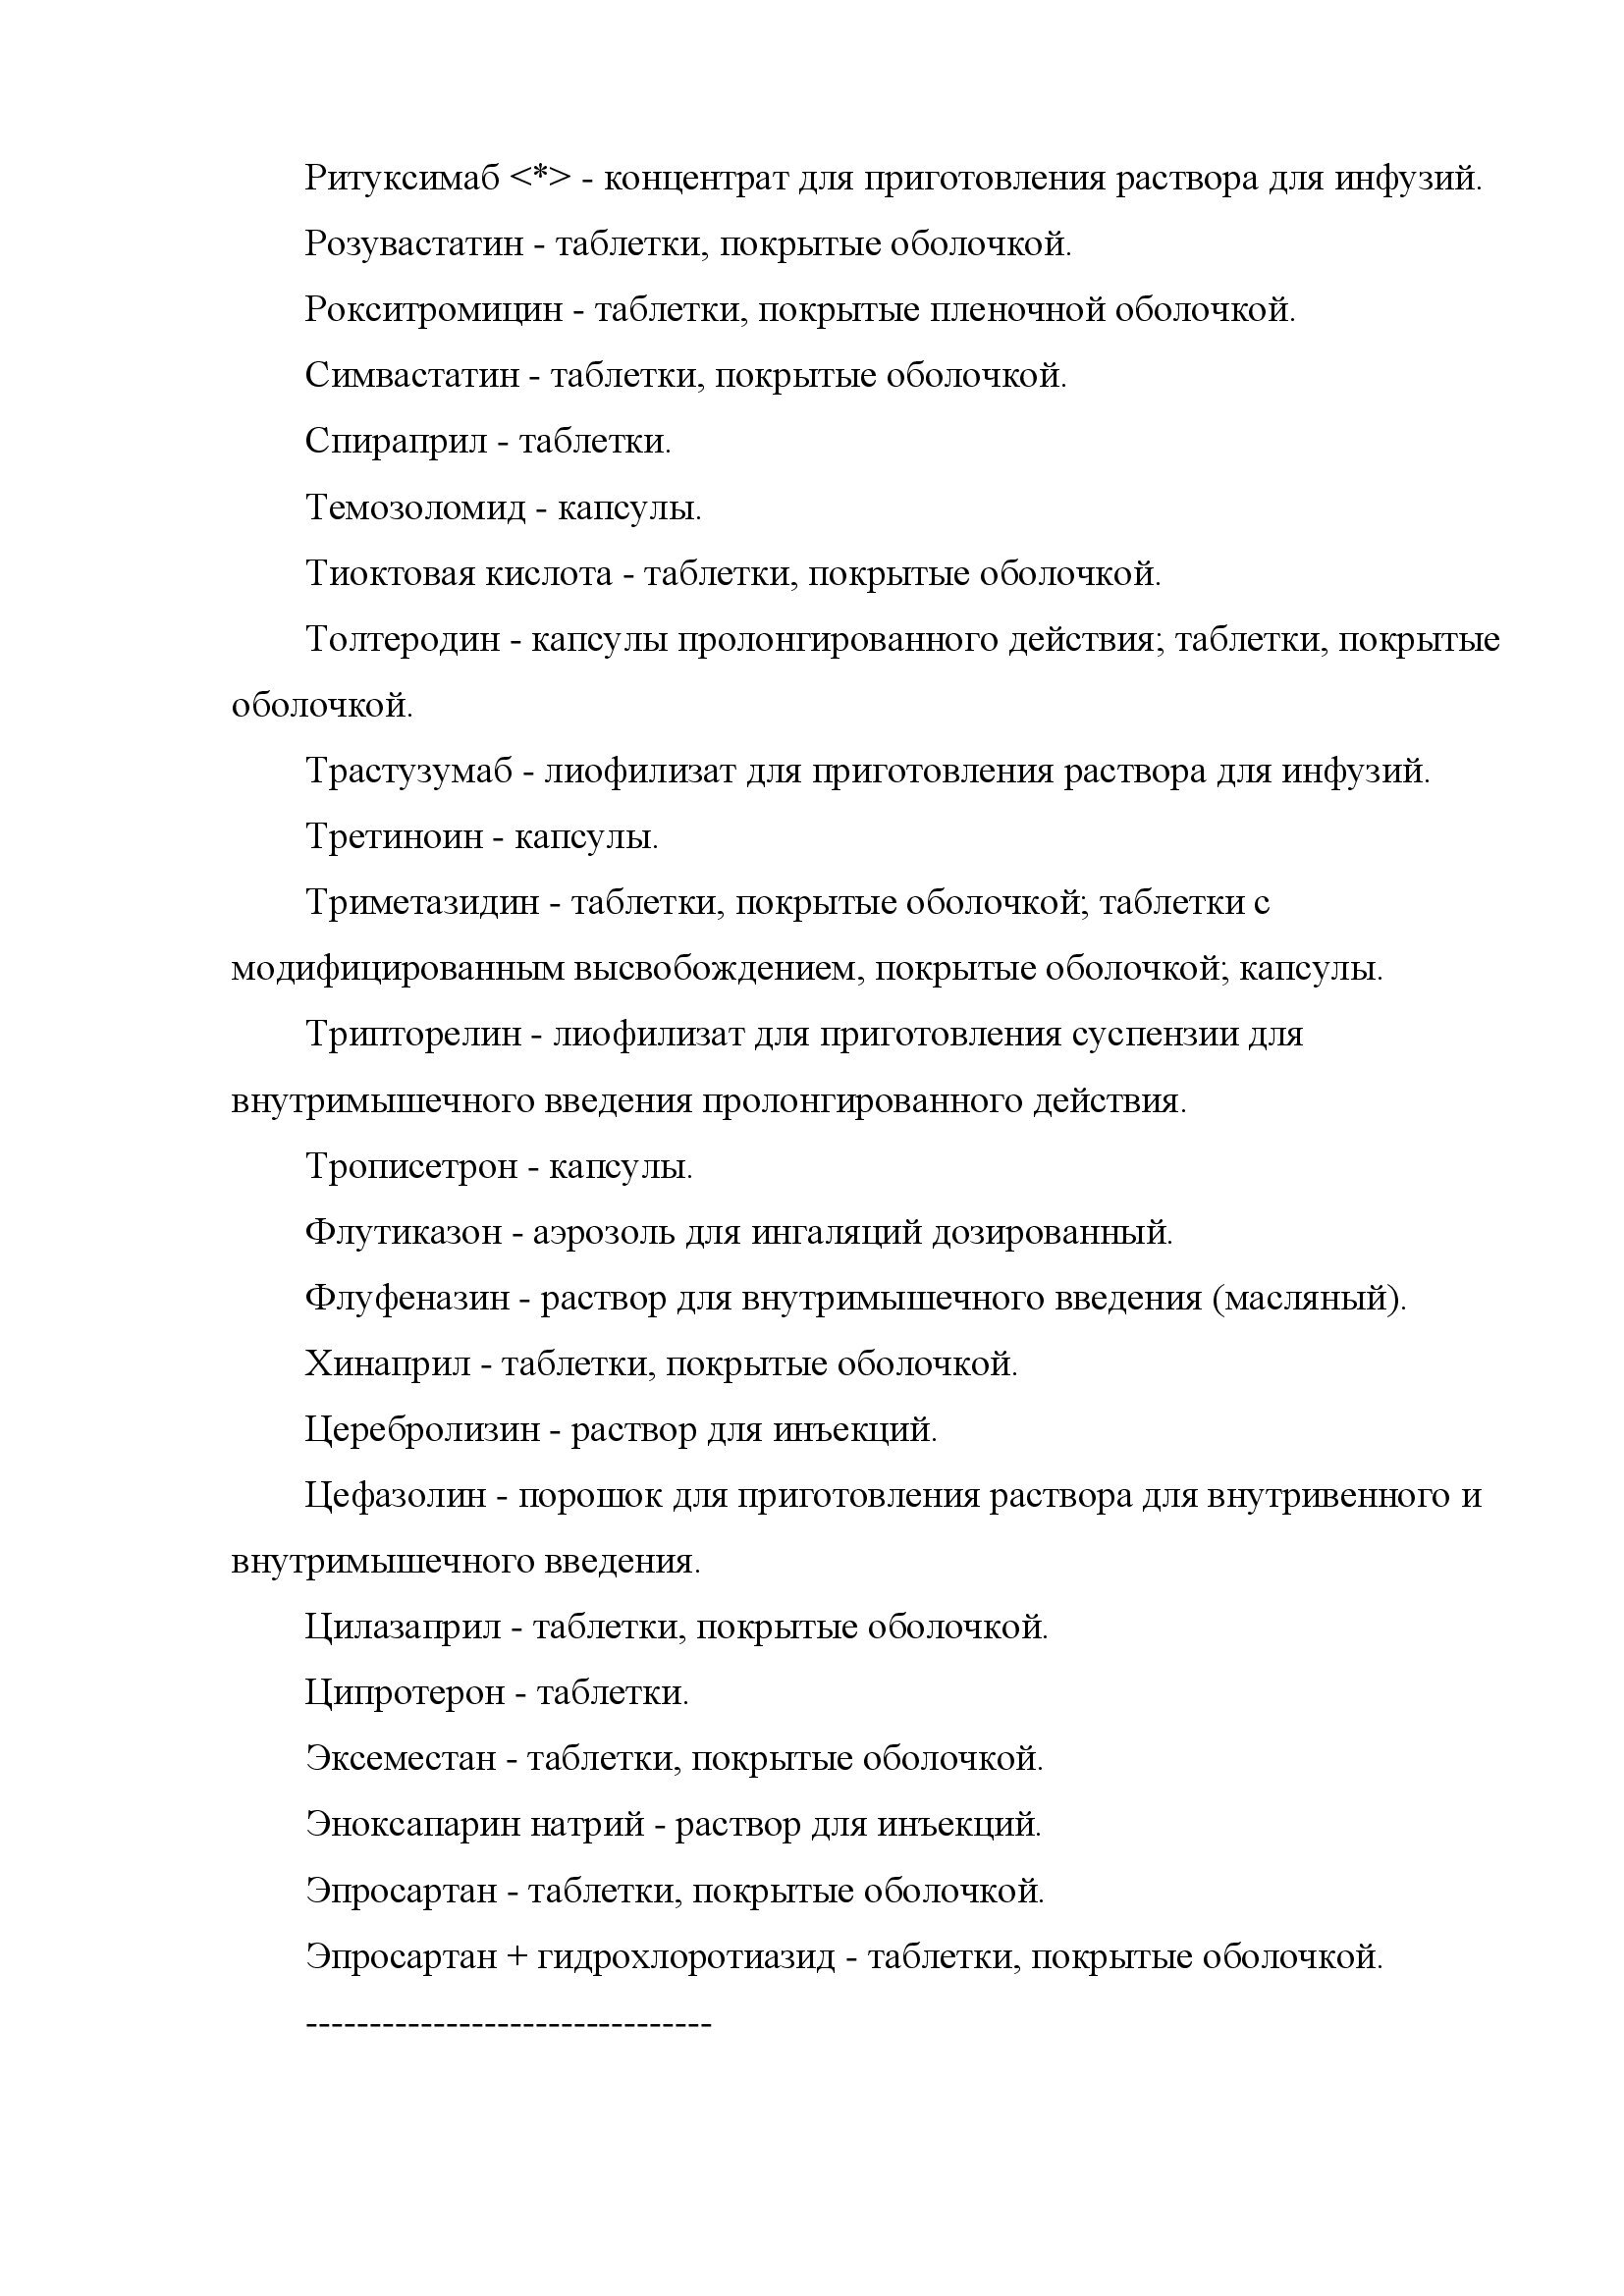 Ритуксимаб <*> - концентрат для приготовления раствора для инфузий.
Розувастатин - таблетки, покрытые оболочкой.
Рокситромицин - таблетки, покрытые пленочной оболочкой.
Симвастатин - таблетки, покрытые оболочкой.
Спираприл - таблетки.
Темозоломид - капсулы.
Тиоктовая кислота - таблетки, покрытые оболочкой.
Толтеродин - капсулы пролонгированного действия; таблетки, покрытые
оболочкой.
Трастузумаб - лиофилизат для приготовления раствора для инфузий.
Третиноин - капсулы.
Триметазидин - таблетки, покрытые оболочкой; таблетки с
модифицированным высвобождением, покрытые оболочкой; капсулы.
Трипторелин - лиофилизат для приготовления суспензии для
внутримышечного введения пролонгированного действия.
Трописетрон - капсулы.
Флутиказон - аэрозоль для ингаляций дозированный.
Флуфеназин - раствор для внутримышечного введения (масляный).
Хинаприл - таблетки, покрытые оболочкой.
Церебролизин - раствор для инъекций.
Цефазолин - порошок для приготовления раствора для внутривенного и
внутримышечного введения.
Цилазаприл - таблетки, покрытые оболочкой.
Ципротерон - таблетки.
Эксеместан - таблетки, покрытые оболочкой.
Эноксапарин натрий - раствор для инъекций.
Эпросартан - таблетки, покрытые оболочкой.
Эпросартан + гидрохлоротиазид - таблетки, покрытые оболочкой.
--------------------------------